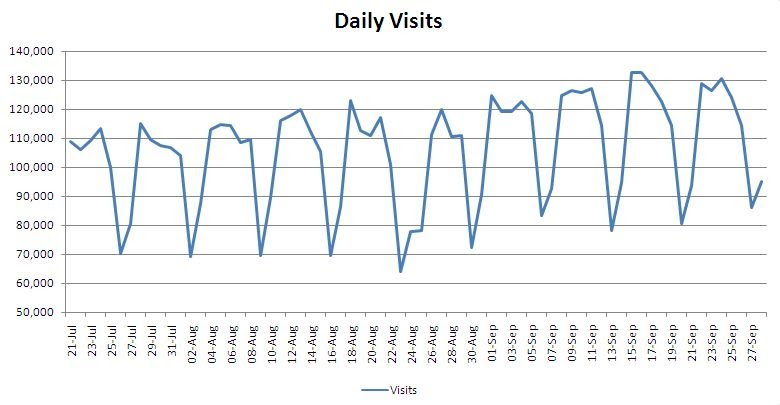 Daily Visits
140,000
130,000
120,000
110,000
100,000
90,000
80,000
70,000
60,000
50,000
21-Jul
23-Jul
25-Jul
27-Jul
29-Jul
31-Jul
02-Aug
04-Aug
06-Aug
08-Aug
10-Aug
12-Aug
14-Aug
16-Aug
18-Aug
20-Aug
22-Aug
24-Aug
26-Aug
28-Aug
30-Aug
01-Sep
03-Sep
05-Sep
07-Sep
09-Sep
11-Sep
13-Sep
15-Sep
17-Sep
19-Sep
21-Sep
23-Sep
25-Sep
27-Sep
Visits